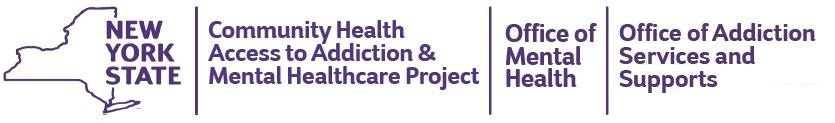 NEW
YORK
STATE
Community Health
Access to Addiction &
Mental Healthcare Project
Office of
Mental
Health
Office of Addiction
Services and
Supports